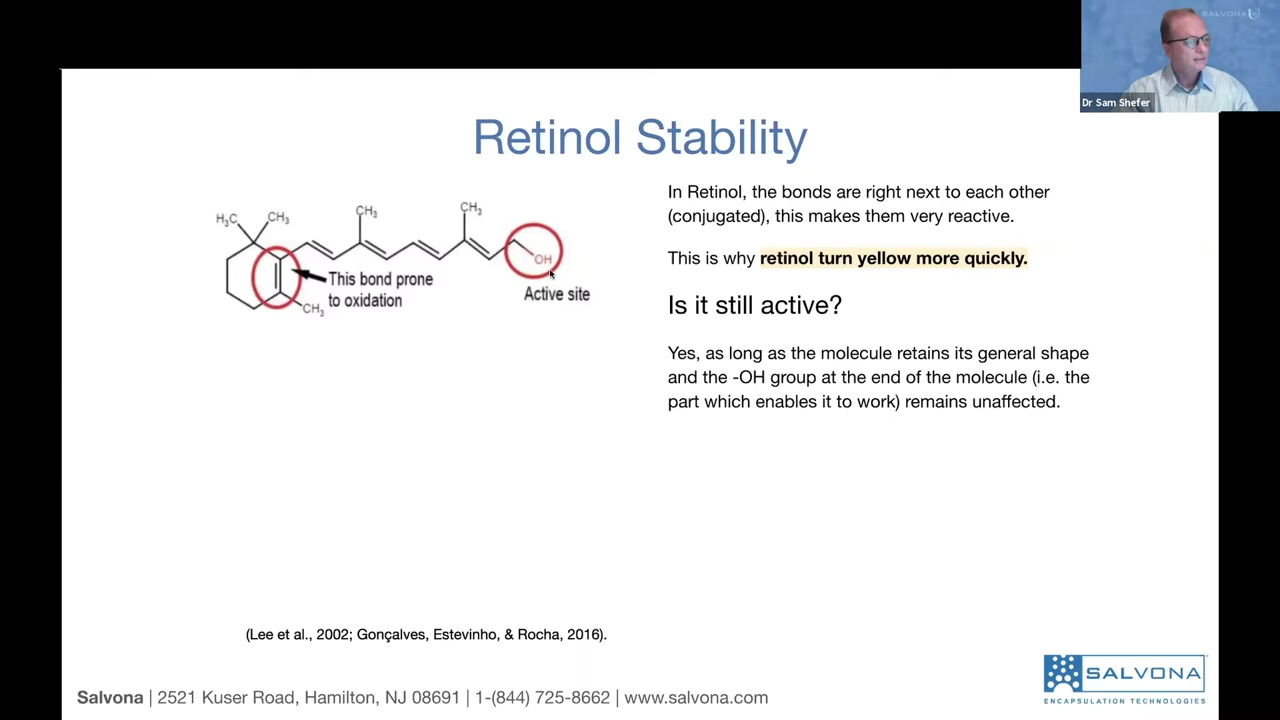 SALVONA
Dr Sam Shefer
Retinol Stability
H₃C
CH₃
CH₃
CH₃
OH
CH₃
This bond prone
to oxidation
Active site
In Retinol, the bonds are right next to each other
(conjugated), this makes them very reactive.
This is why retinol turn yellow more quickly.
Is it still active?
Yes, as long as the molecule retains its general shape
and the -OH group at the end of the molecule (i.e. the
part which enables it to work) remains unaffected.
(Lee et al., 2002; Gonçalves, Estevinho, & Rocha, 2016).
Salvona | 2521 Kuser Road, Hamilton, NJ 08691 | 1-(844) 725-8662 | www.salvona.com
SALVONA
ENCAPSULATION TECHNOLOGIES